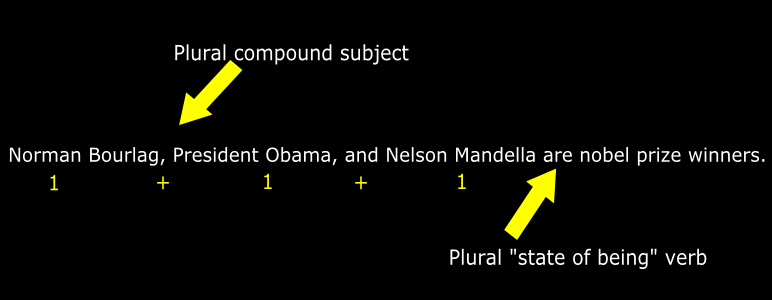 Plural compound subject
Norman Bourlag, President Obama, and Nelson Mandella are nobel prize winners.
1 + 1 + 1
Plural "state of being" verb